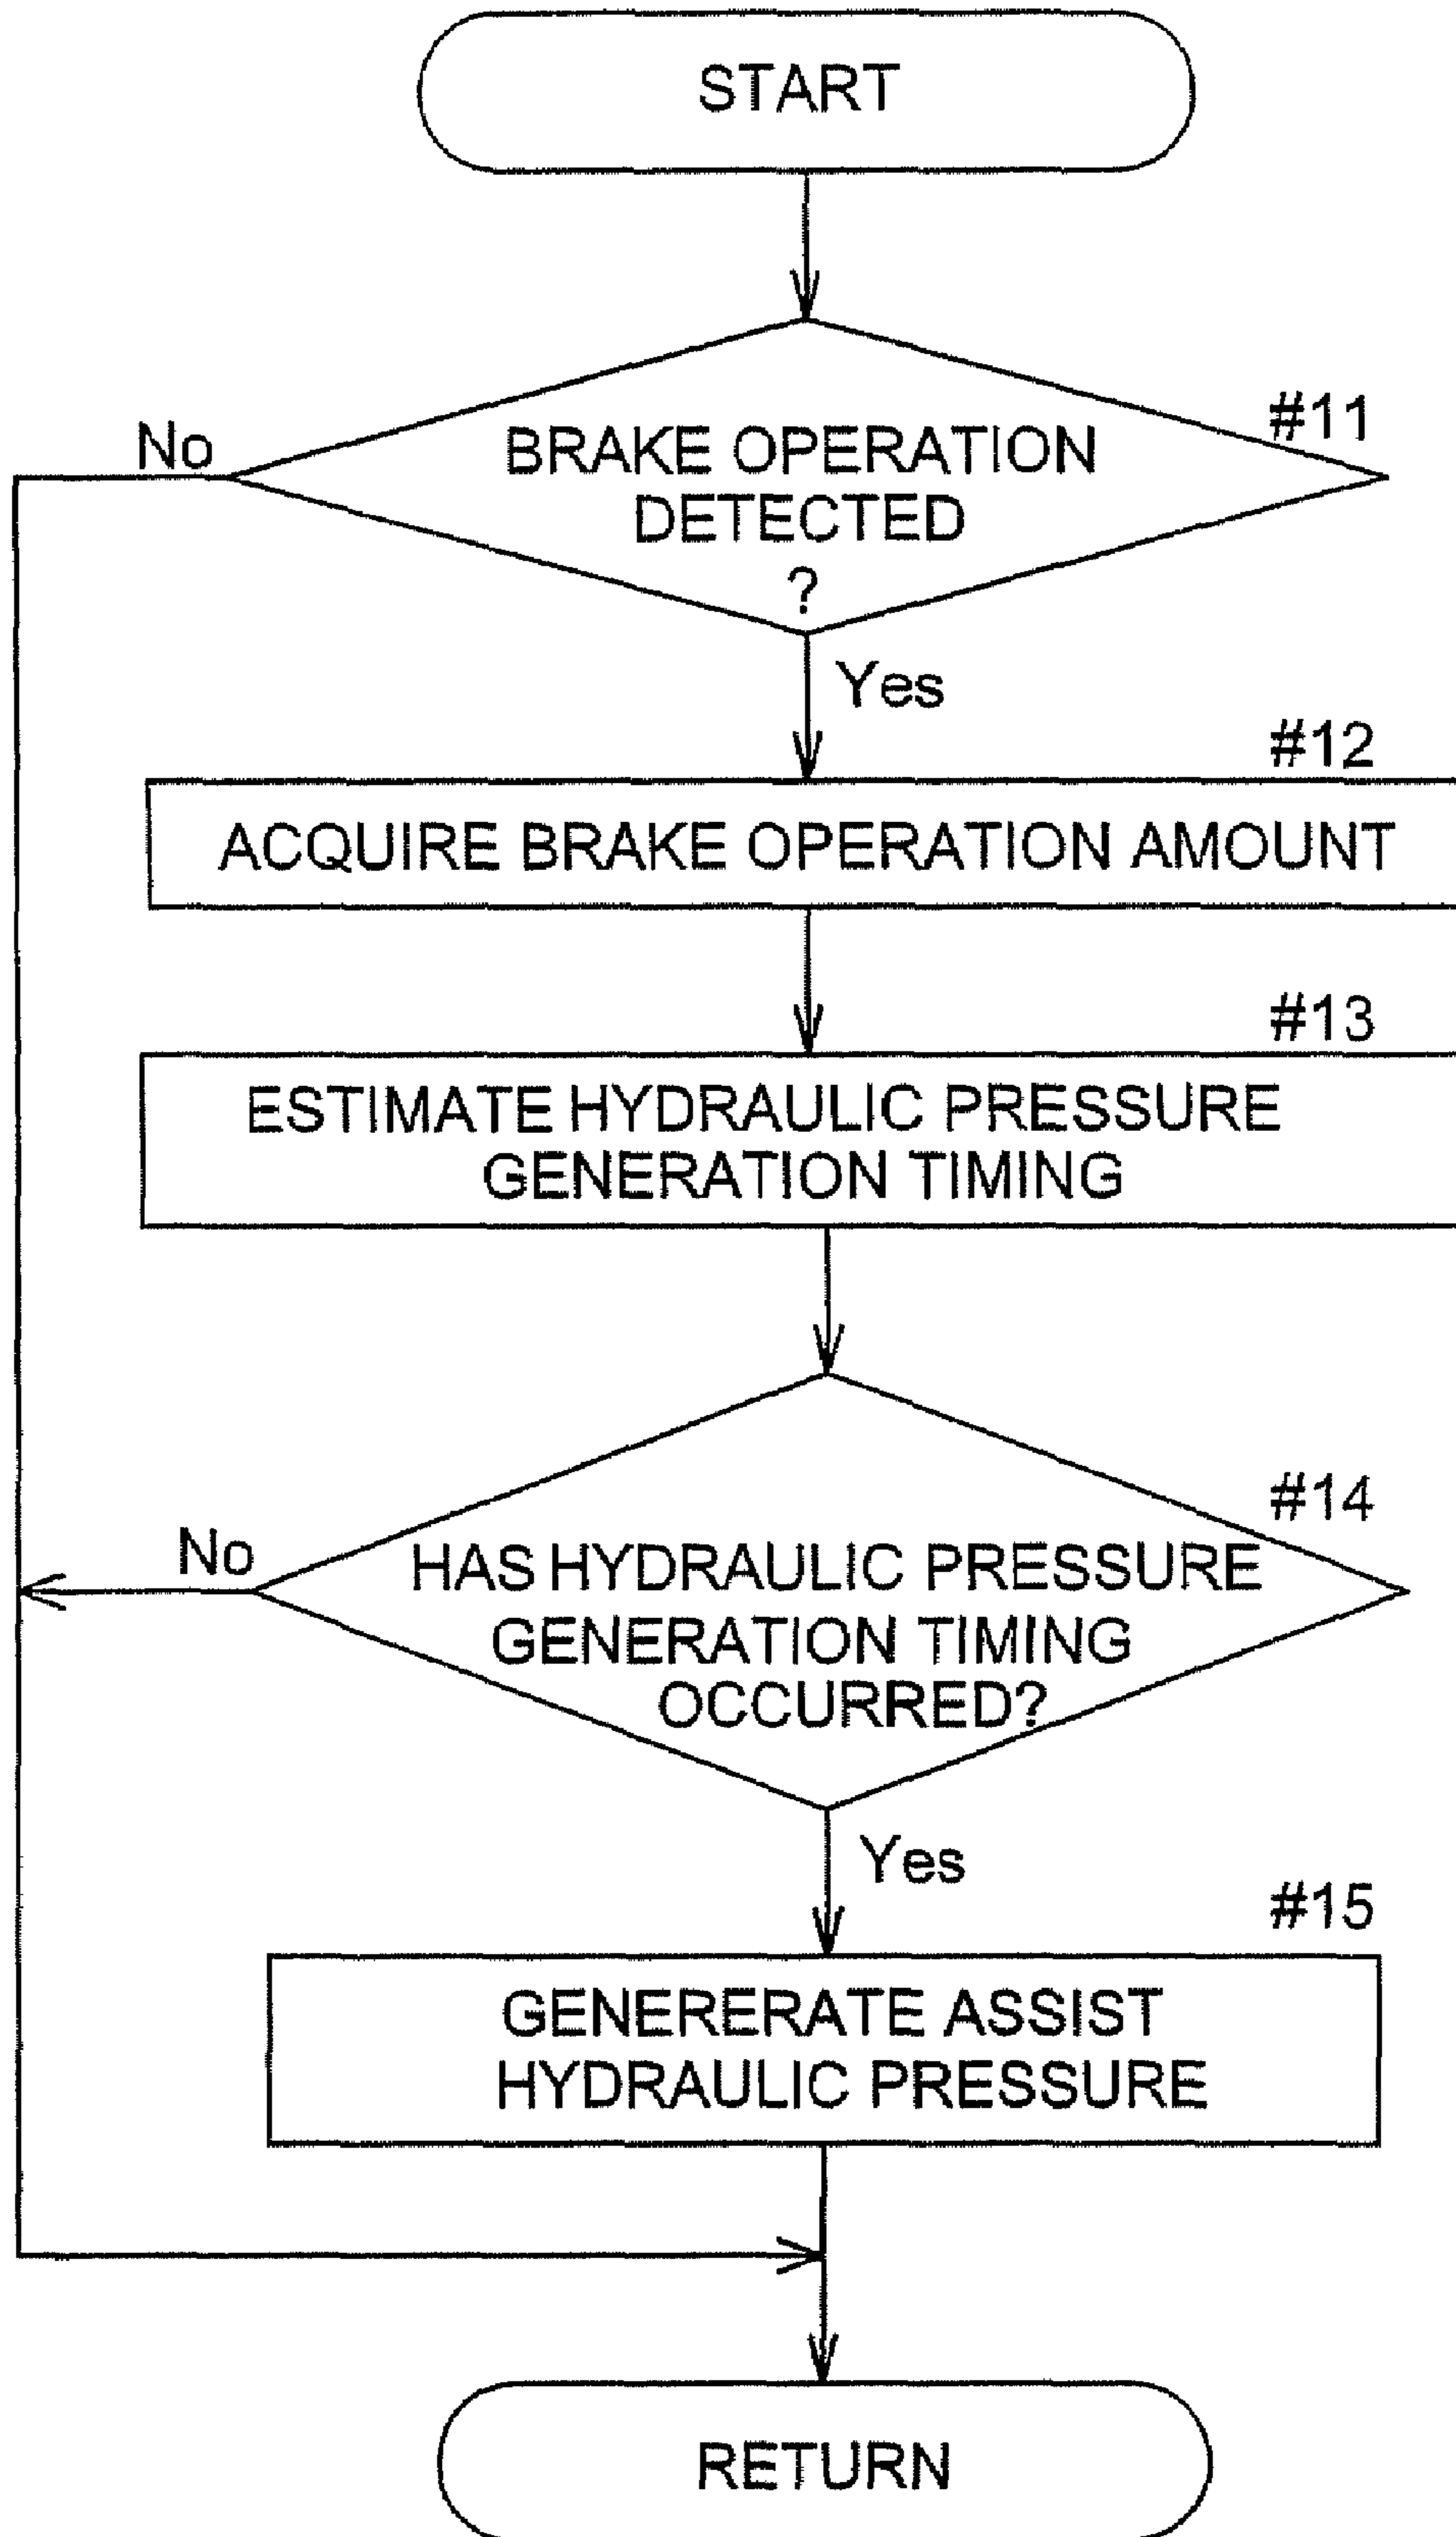 START
No
#11
BRAKE OPERATION
DETECTED
?
Yes
#12
ACQUIRE BRAKE OPERATION AMOUNT
#13
ESTIMATE HYDRAULIC PRESSURE
GENERATION TIMING
#14
No
HAS HYDRAULIC PRESSURE
GENERATION TIMING
OCCURRED?
Yes
#15
GENERERATE ASSIST
HYDRAULIC PRESSURE
RETURN